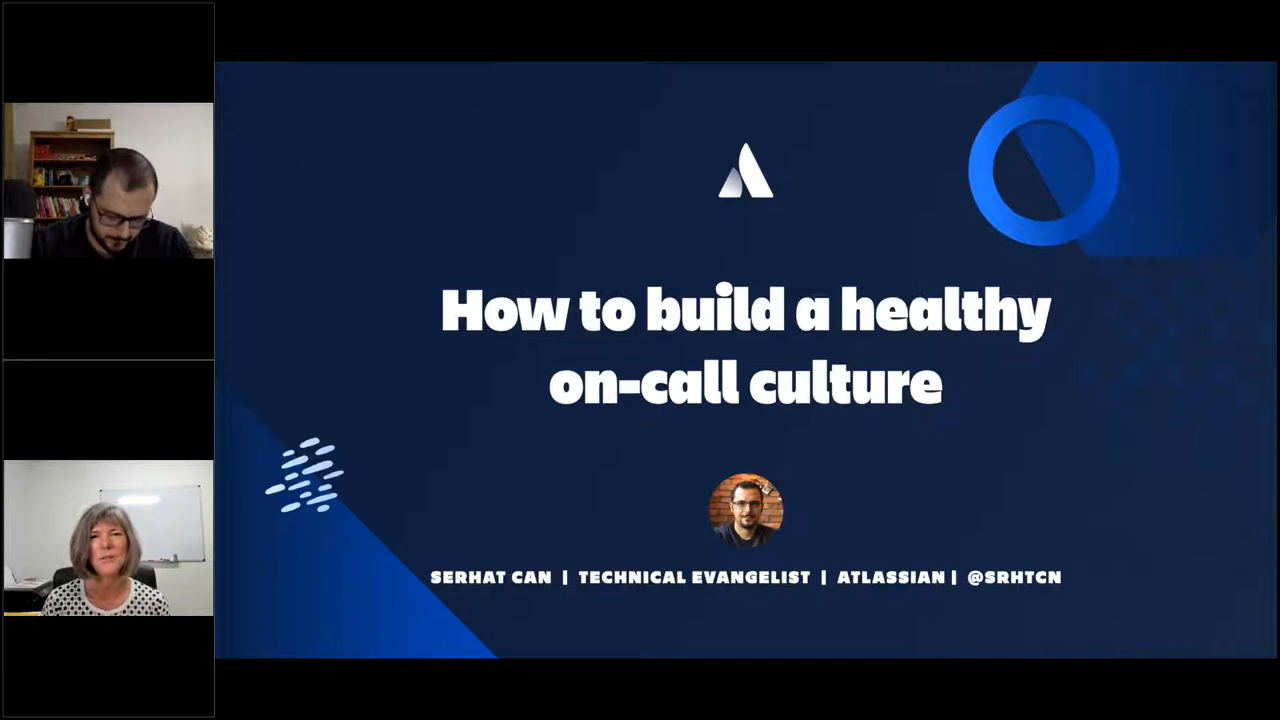 How to build a healthy
on-call culture
SERHAT CAN | TECHNICAL EVANGELIST | ATLASSIAN | @SRHTCN